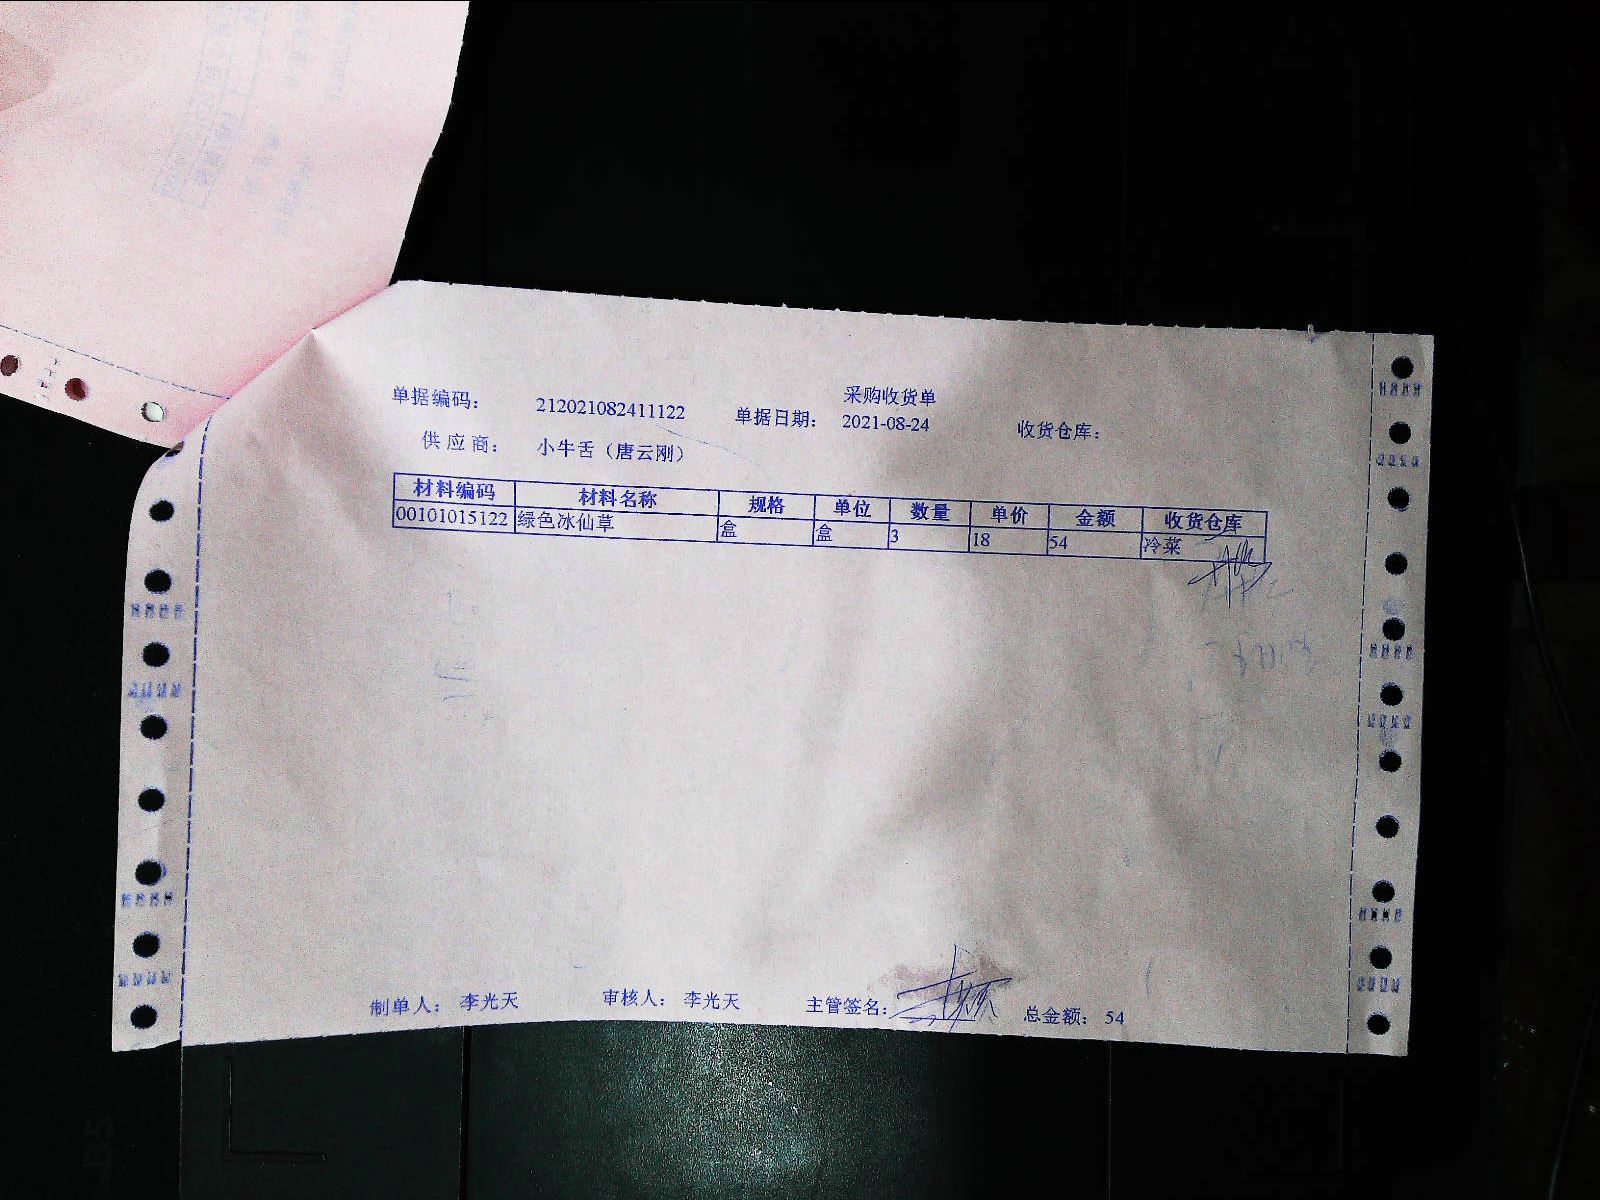 采购收货单
单据编码： 212021082411122 单据日期： 2021-08-24 收货仓库：
供应商： 小牛舌（唐云刚）
材料编码 材料名称 规格 单位 数量 单价 金额 收货仓库
00101015122 绿色冰仙草 盒 盒 3 18 54 冷菜
制单人： 李光天 审核人： 李光天 主管签名： 总金额： 54